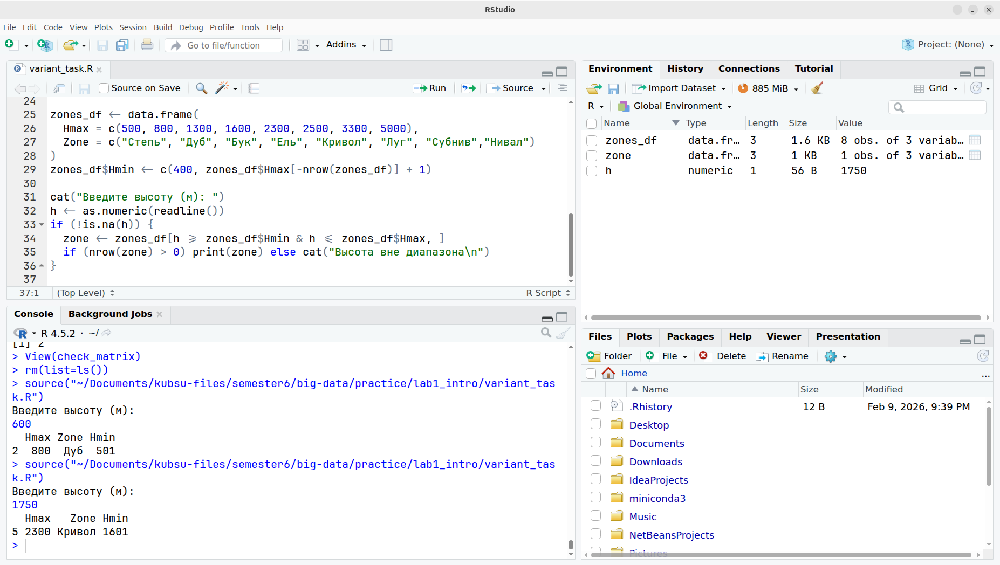 RStudio
File Edit Code View Plots Session Build Debug Profile Tools Help
Go to file/function
Addins
Project: (None)
variant_task.R
Source on Save
Run
Source
24
25 zones_df <- data.frame(
26   Hmax = c(500, 800, 1300, 1600, 2300, 2500, 3300, 5000),
27   Zone = c("Степь", "Дуб", "Бук", "Ель", "Кривол", "Луг", "Субнив","Нивал")
28 )
29 zones_df$Hmin <- c(400, zones_df$Hmax[-nrow(zones_df)] + 1)
30
31 cat("Введите высоту (м): ")
32 h <- as.numeric(readline())
33 if (!is.na(h)) {
34   zone <- zones_df[h >= zones_df$Hmin & h <= zones_df$Hmax, ]
35   if (nrow(zone) > 0) print(zone) else cat("Высота вне диапазона\n")
36 }
37
37:1 (Top Level) R Script
Console Background Jobs
R R 4.5.2 · ~/
[1] 2
> View(check_matrix)
> rm(list=ls())
> source("~/Documents/kubsu-files/semester6/big-data/practice/lab1_intro/variant_tas
k.R")
Введите высоту (м):
600
  Hmax Zone Hmin
2  800  Дуб  501
> source("~/Documents/kubsu-files/semester6/big-data/practice/lab1_intro/variant_tas
k.R")
Введите высоту (м):
1750
  Hmax   Zone Hmin
5 2300 Кривол 1601
>
Environment History Connections Tutorial
Import Dataset 885 MiB Grid
R Global Environment
Name Type Length Size Value
zones_df data.fr… 3 1.6 KB 8 obs. of 3 variab…
zone data.fr… 3 1 KB 1 obs. of 3 variab…
h numeric 1 56 B 1750
Files Plots Packages Help Viewer Presentation
Folder File Delete Rename
Home ...
Name Size Modified
.Rhistory 12 B Feb 9, 2026, 9:39 PM
Desktop
Documents
Downloads
IdeaProjects
miniconda3
Music
NetBeansProjects
Pictures